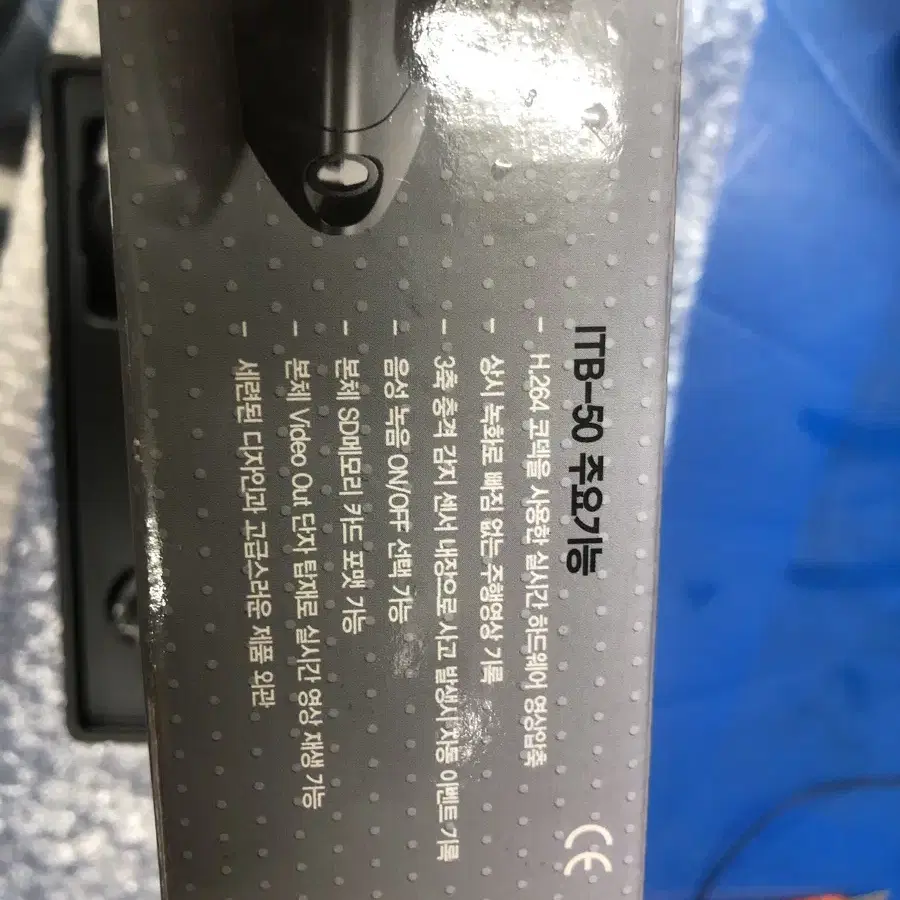 ITB-50 주요기능
- H.264 코덱을 사용한 실시간 하드웨어 영상압축
- 상시 녹화로 빠짐 없는 주행영상 기록
- 3축 충격 감지 센서 내장으로 사고 발생시 자동 이벤트 기록
- 음성 녹음 ON/OFF 선택 가능
- 본체 SD메모리 카드 포맷 가능
- 본체 Video Out 단자 탑재로 실시간 영상 재생 가능
- 세련된 디자인과 고급스러운 제품 외관
CE